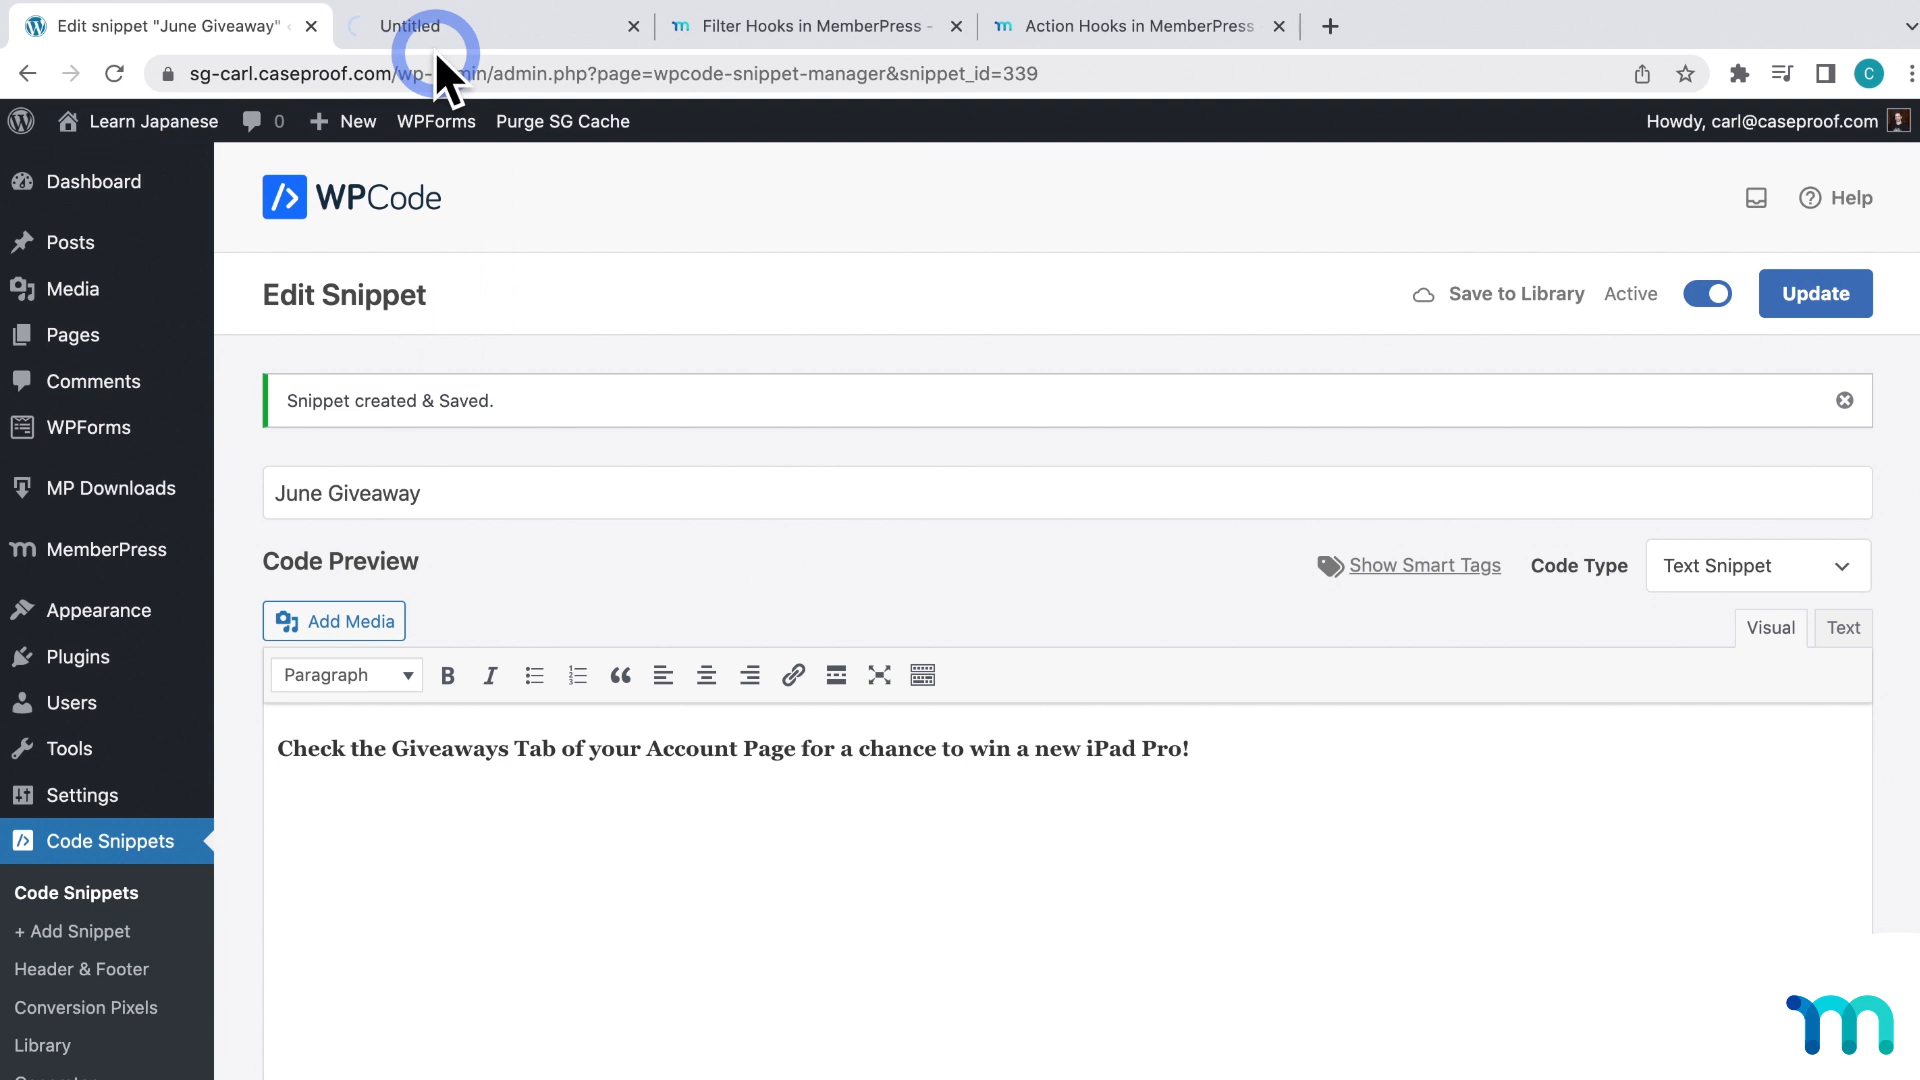 Edit snippet "June Giveaway"
Untitled
Filter Hooks in MemberPress -
Action Hooks in MemberPress
sg-carl.caseproof.com/wp-admin/admin.php?page=wpcode-snippet-manager&snippet_id=339
C
Learn Japanese
0
New
WPForms
Purge SG Cache
Howdy, carl@caseproof.com
Dashboard
Posts
Media
Pages
Comments
WPForms
MP Downloads
MemberPress
Appearance
Plugins
Users
Tools
Settings
Code Snippets
Code Snippets
+ Add Snippet
Header & Footer
Conversion Pixels
Library
WPCode
Help
Edit Snippet
Save to Library
Active
Update
Snippet created & Saved.
June Giveaway
Code Preview
Show Smart Tags
Code Type
Text Snippet
Add Media
Visual
Text
Paragraph
Check the Giveaways Tab of your Account Page for a chance to win a new iPad Pro!